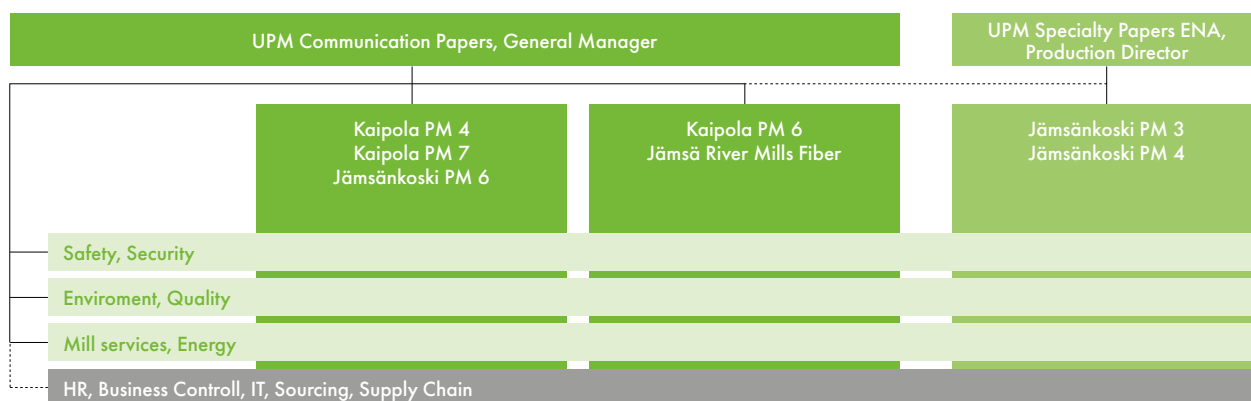 UPM Communication Papers, General Manager
UPM Specialty Papers ENA,
Production Director
Kaipola PM 4
Kaipola PM 7
Jämsänkoski PM 6
Kaipola PM 6
Jämsä River Mills Fiber
Jämsänkoski PM 3
Jämsänkoski PM 4
Safety, Security
Enviroment, Quality
Mill services, Energy
HR, Business Controll, IT, Sourcing, Supply Chain